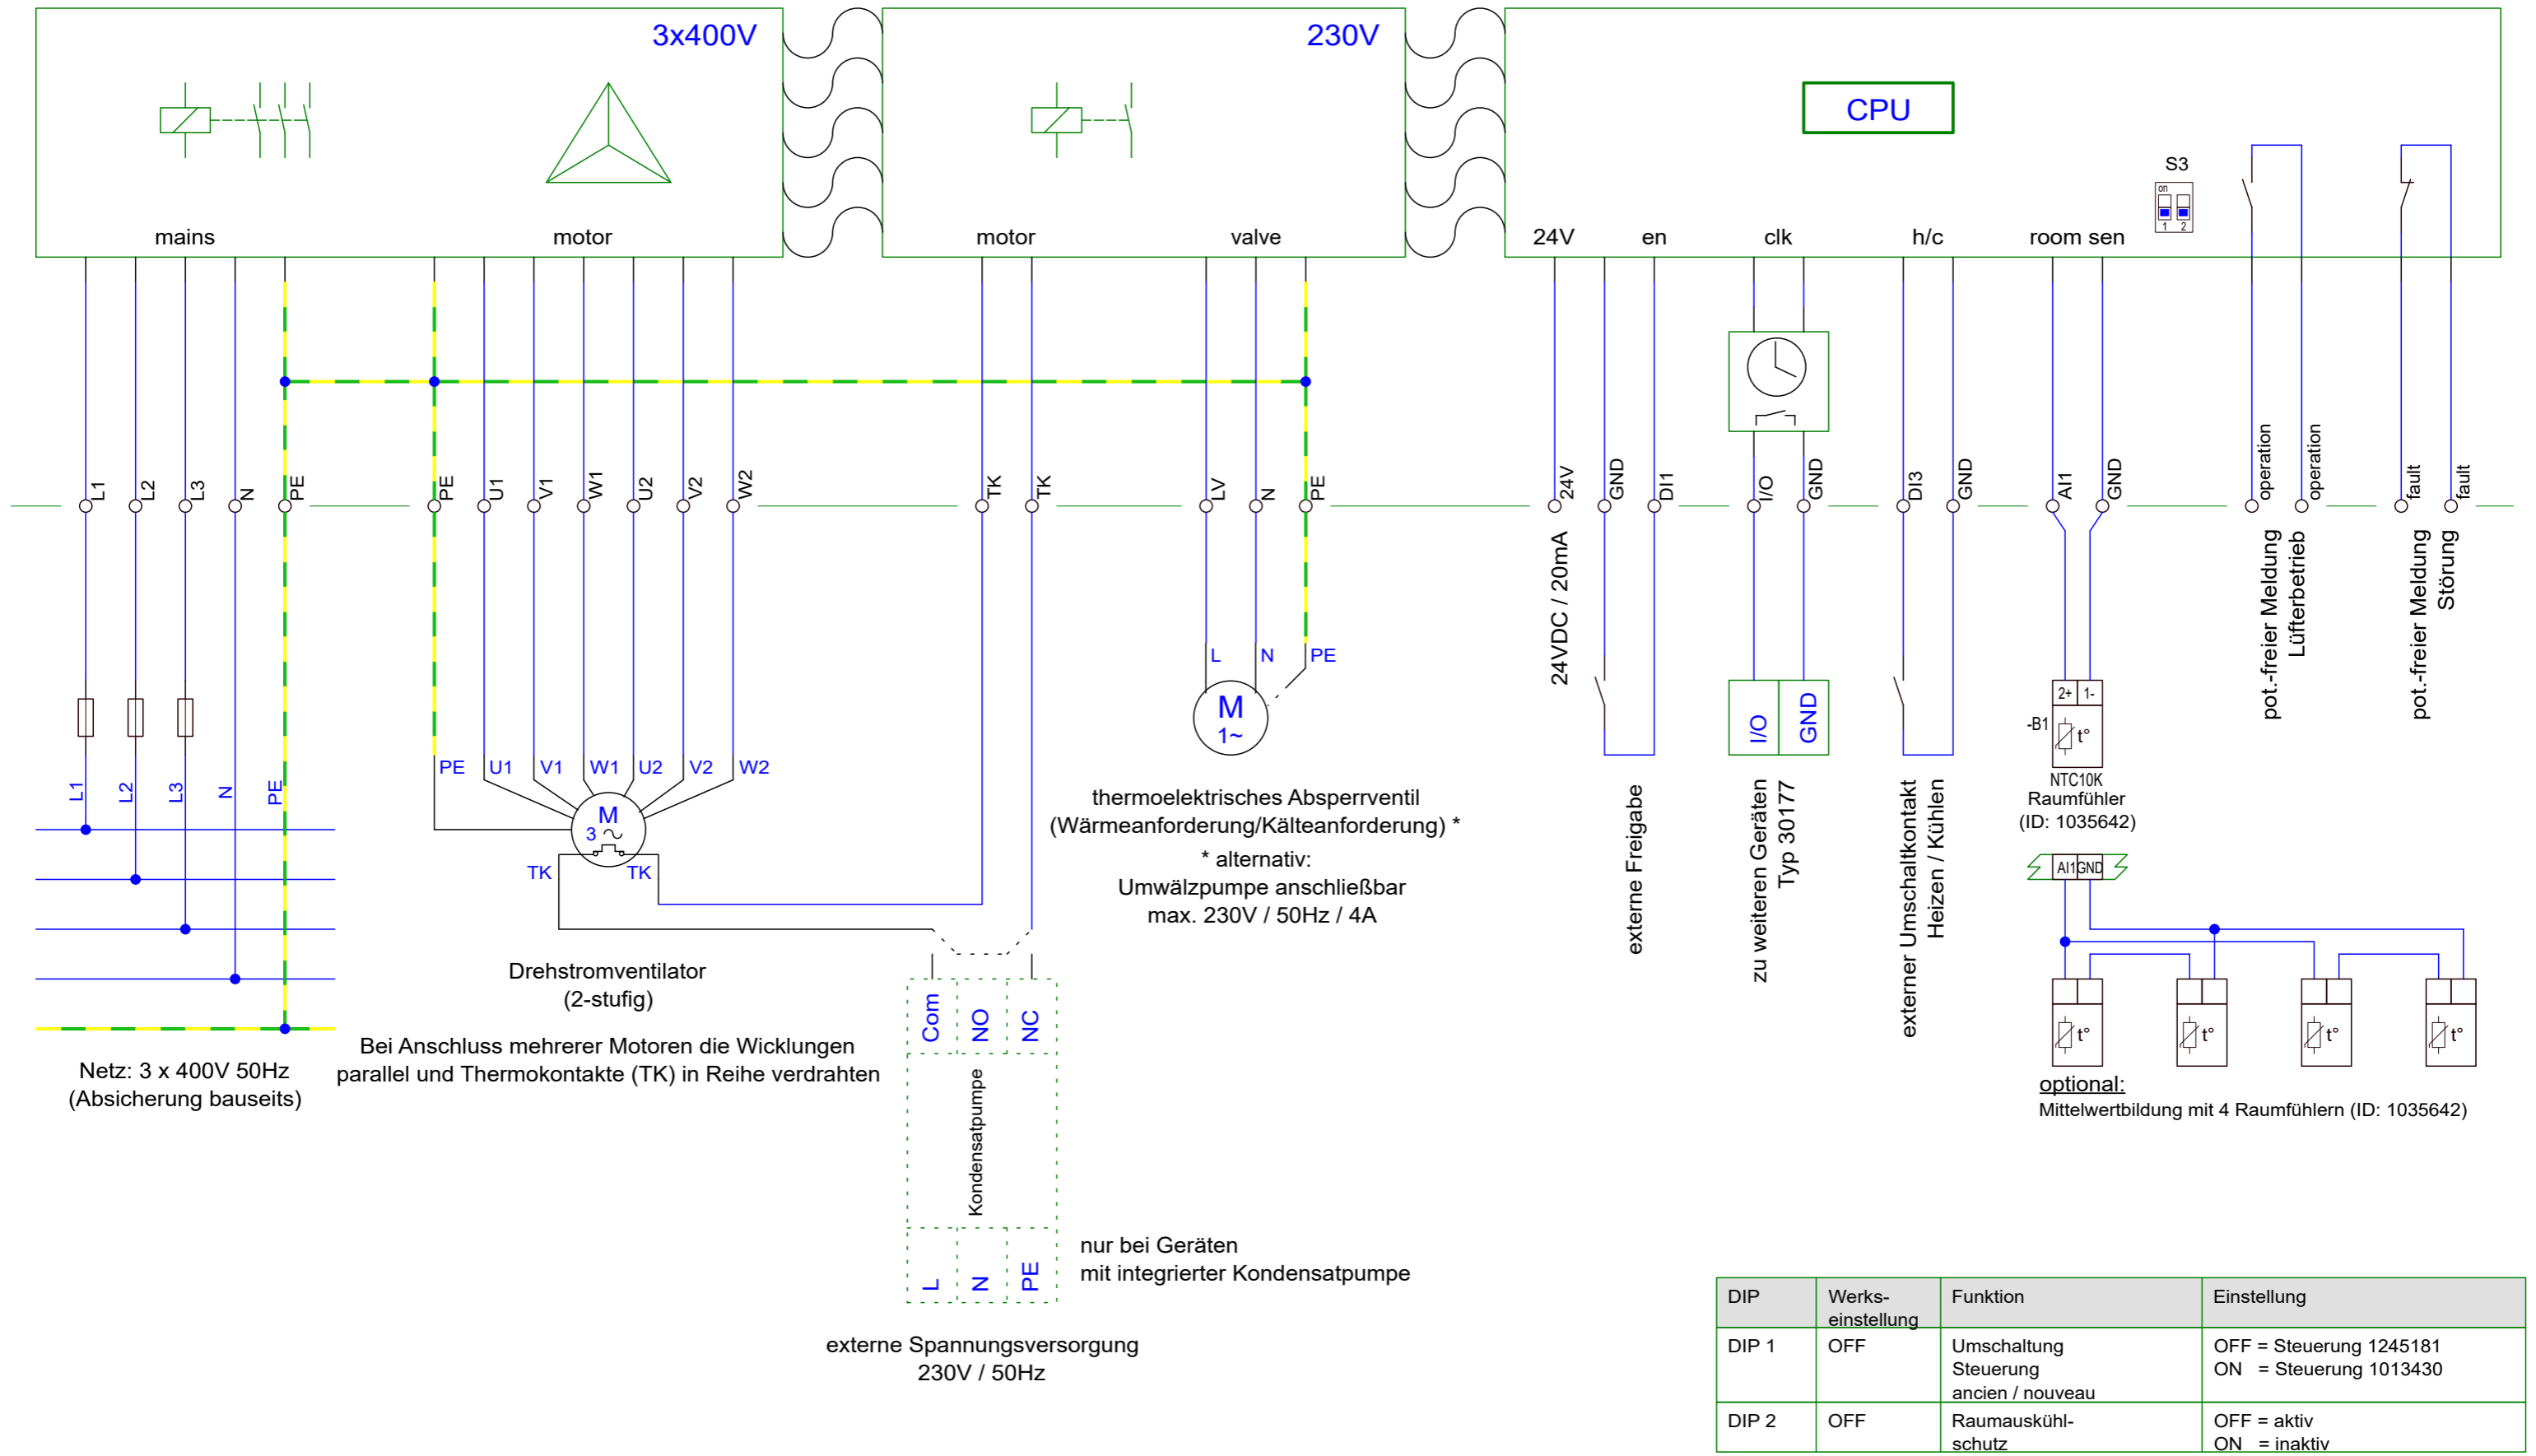 3x400V
230V
CPU
S3
on
1 2
mains
motor
motor
valve
24V
en
clk
h/c
room sen
L1
L2
L3
N
PE
PE
U1
V1
W1
U2
V2
W2
TK
TK
LV
N
PE
24V
GND
DI1
I/O
GND
DI3
GND
AI1
GND
operation
operation
fault
fault
24VDC / 20mA
pot.-freier Meldung
Lüfterbetrieb
pot.-freier Meldung
Störung
L
N
PE
M
1~
I/O
GND
2+ 1-
-B1
t°
NTC10K
Raumfühler
(ID: 1035642)
L1
L2
L3
N
PE
PE
U1
V1
W1
U2
V2
W2
M
3
TK
TK
thermoelektrisches Absperrventil
(Wärmeanforderung/Kälteanforderung) *
* alternativ:
Umwälzpumpe anschließbar
max. 230V / 50Hz / 4A
externe Freigabe
zu weiteren Geräten
Typ 30177
externer Umschaltkontakt
Heizen / Kühlen
AI1 GND
t°
t°
t°
t°
optional:
Mittelwertbildung mit 4 Raumfühlern (ID: 1035642)
Drehstromventilator
(2-stufig)
Bei Anschluss mehrerer Motoren die Wicklungen
parallel und Thermokontakte (TK) in Reihe verdrahten
Netz: 3 x 400V 50Hz
(Absicherung bauseits)
Com
NO
NC
Kondensatpumpe
L
N
PE
nur bei Geräten
mit integrierter Kondensatpumpe
externe Spannungsversorgung
230V / 50Hz
DIP
Werks-
einstellung
Funktion
Einstellung
DIP 1
OFF
Umschaltung
Steuerung
ancien / nouveau
OFF = Steuerung 1245181
ON = Steuerung 1013430
DIP 2
OFF
Raumauskühl-
schutz
OFF = aktiv
ON = inaktiv